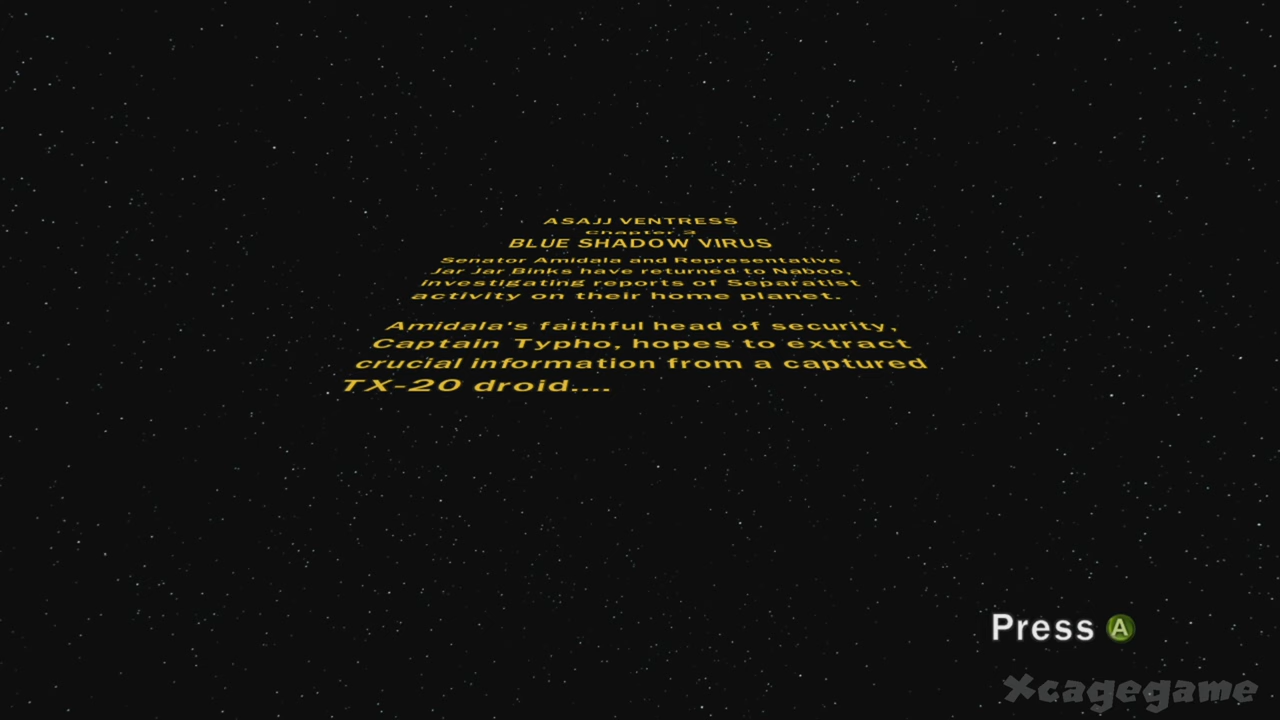 ASAJJ VENTRESS
Chapter 3
BLUE SHADOW VIRUS
Senator Amidala and Representative
Jar Jar Binks have returned to Naboo,
investigating reports of Separatist
activity on their home planet.
Amidala's faithful head of security,
Captain Typho, hopes to extract
crucial information from a captured
TX-20 droid....
Press A
Xcagegame